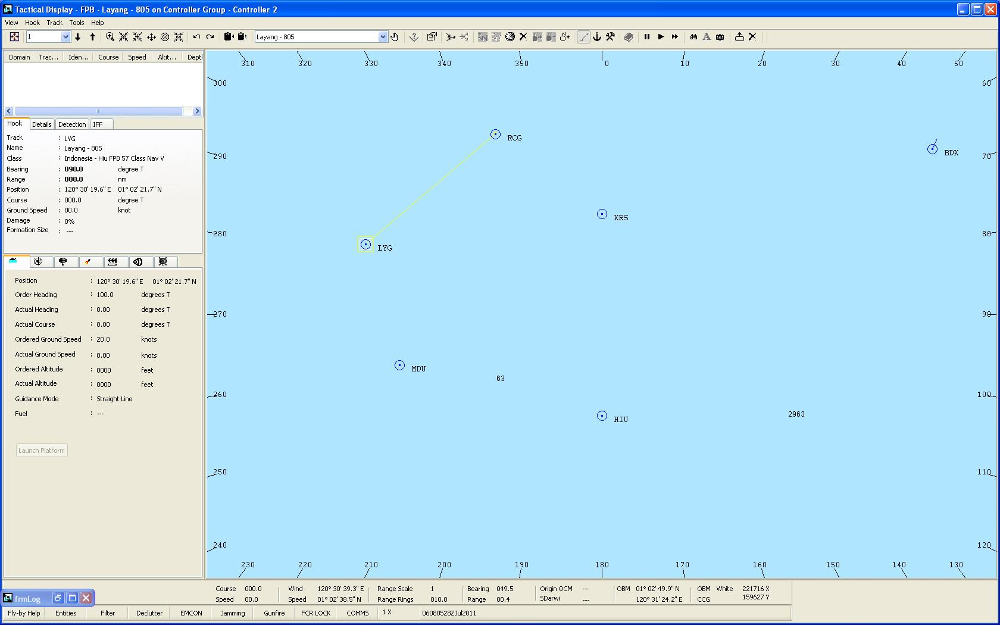 Tactical Display - FPB - Layang - 805 on Controller Group - Controller 2
View Hook Track Tools Help
1 Layang - 805
Domain Trac... Iden... Course Speed Altit... Deptl
Hook Details Detection IFF
Track : LYG
Name : Layang - 805
Class : Indonesia - Hiu FPB 57 Class Nav V
Bearing : 090.0 degree T
Range : 000.0 nm
Position : 120° 30' 19.6" E 01° 02' 21.7" N
Course : 000.0 degree T
Ground Speed : 00.0 knot
Damage : 0%
Formation Size : ---
Position : 120° 30' 19.6" E 01° 02' 21.7" N
Order Heading : 100.0 degrees T
Actual Heading : 0.00 degrees T
Actual Course : 0.00 degrees T
Ordered Ground Speed : 20.0 knots
Actual Ground Speed : 0.00 knots
Ordered Altitude : 0000 feet
Actual Altitude : 0000 feet
Guidance Mode : Straight Line
Fuel : ---
Launch Platform
310 320 330 340 350 0 10 20 30 40 50
300 60
RCG
BDK
290 70
KRS
280 80
LYG
270 90
MDU
63
260 100
2963
HIU
250 110
240 120
230 220 210 200 190 180 170 160 150 140 130
Course 000.0 Wind 120° 30' 39.3" E Range Scale 1 Bearing 049.5 Origin OCM --- OBM 01° 02' 49.9" N OBM White 221716 X
Speed 00.0 Speed 01° 02' 38.5" N Range Rings 010.0 Range 00.4 SDarwi --- 120° 31' 24.2" E CCG 159627 Y
frmLog
Fly-by Help Entities Filter Declutter EMCON Jamming Gunfire FCR LOCK COMMS 1 X 06080528ZJul2011